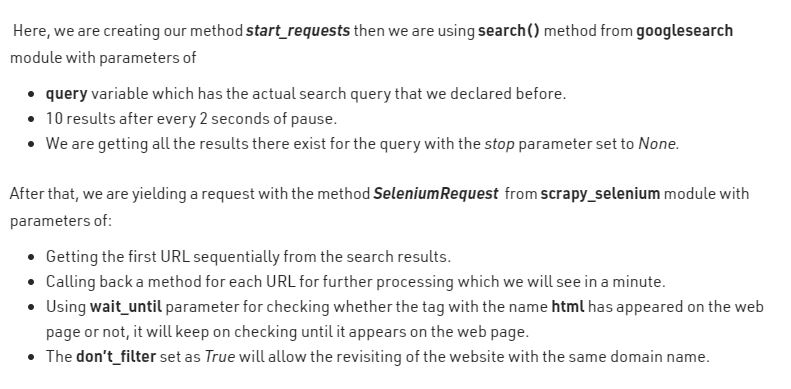 Here, we are creating our method start_requests then we are using search() method from googlesearch
module with parameters of
• query variable which has the actual search query that we declared before.
• 10 results after every 2 seconds of pause.
• We are getting all the results there exist for the query with the stop parameter set to None.
After that, we are yielding a request with the method SeleniumRequest from scrapy_selenium module with
parameters of:
• Getting the first URL sequentially from the search results.
• Calling back a method for each URL for further processing which we will see in a minute.
• Using wait_until parameter for checking whether the tag with the name html has appeared on the web
page or not, it will keep on checking until it appears on the web page.
• The don't_filter set as True will allow the revisiting of the website with the same domain name.